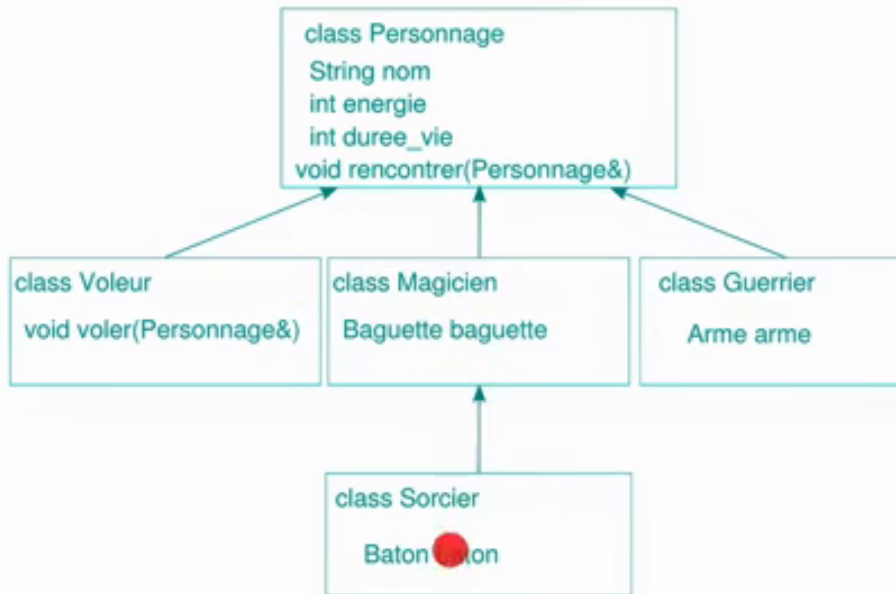 class Personnage
String nom
int energie
int duree_vie
void rencontrer(Personnage&)
class Voleur
void voler(Personnage&)
class Magicien
Baguette baguette
class Guerrier
Arme arme
class Sorcier
Baton